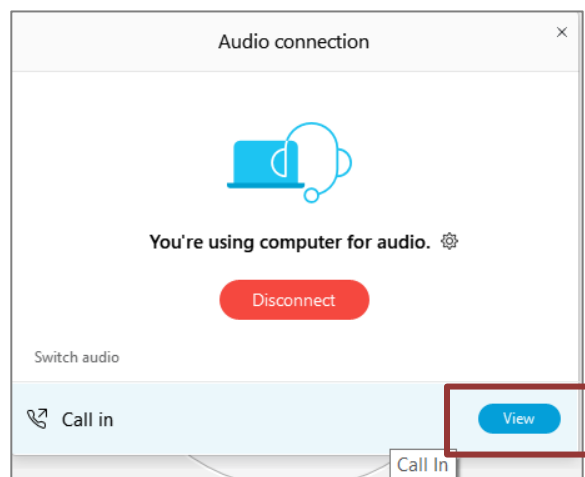 Audio connection
You're using computer for audio.
Disconnect
Switch audio
Call in
View
Call In